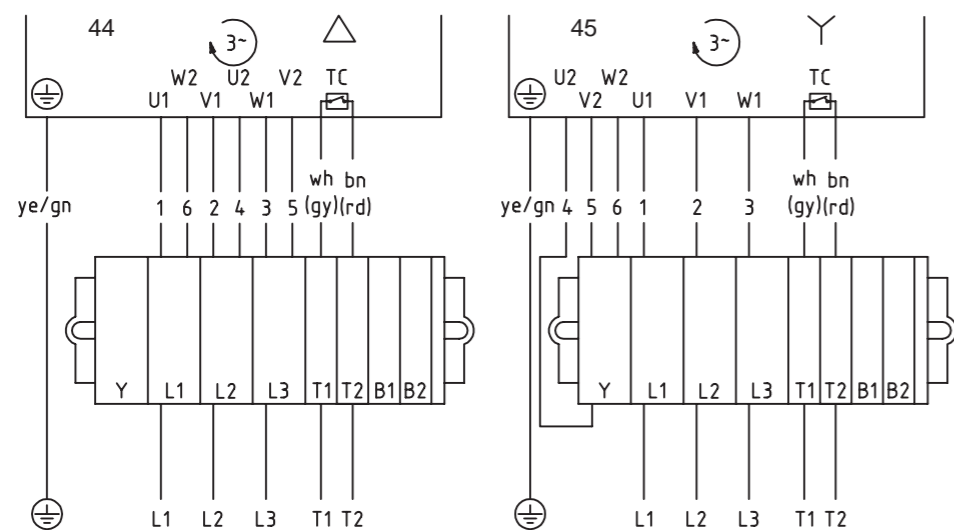 44
3~
W2 U2 V2 TC
U1 V1 W1
wh bn
ye/gn 1 6 2 4 3 5 (gy)(rd)
Y L1 L2 L3 T1 T2 B1 B2
L1 L2 L3 T1 T2
45
3~
U2 W2 TC
V2 U1 V1 W1
wh bn
ye/gn 4 5 6 1 2 3 (gy)(rd)
Y L1 L2 L3 T1 T2 B1 B2
L1 L2 L3 T1 T2